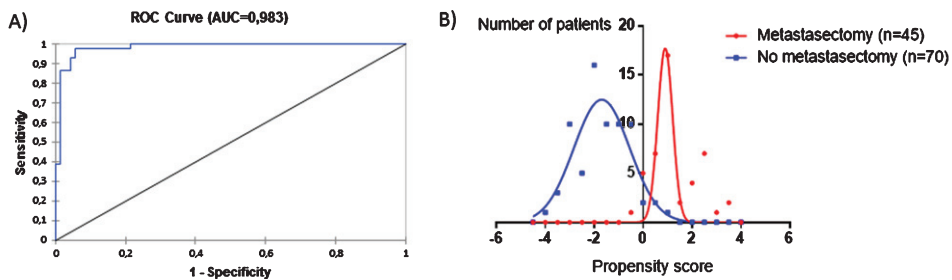 A)
ROC Curve (AUC=0,983)
1
0,9
0,8
0,7
0,6
0,5
0,4
0,3
0,2
0,1
0
Sensitivity
0 0,2 0,4 0,6 0,8 1
1 - Specificity
B)
Number of patients
20
15
10
5
Metastasectomy (n=45)
No metastasectomy (n=70)
-6 -4 -2 0 2 4 6
Propensity score